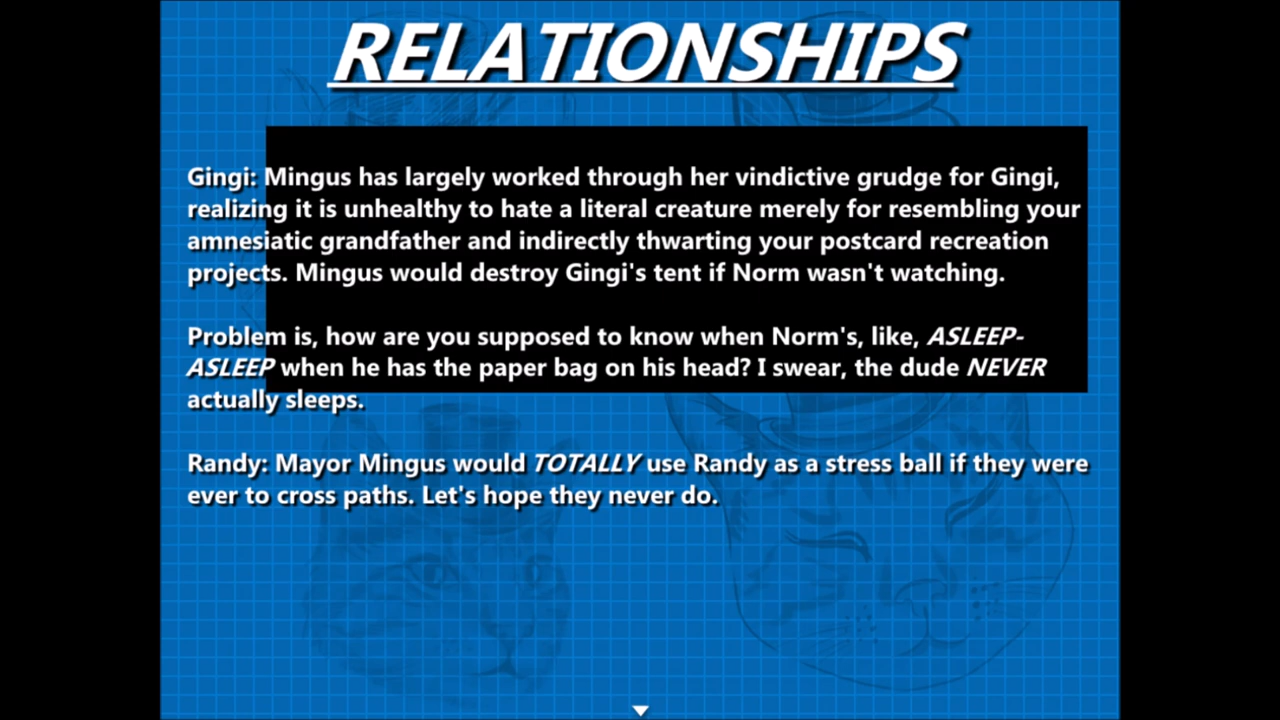 RELATIONSHIPS
Gingi: Mingus has largely worked through her vindictive grudge for Gingi,
realizing it is unhealthy to hate a literal creature merely for resembling your
amnesiatic grandfather and indirectly thwarting your postcard recreation
projects. Mingus would destroy Gingi's tent if Norm wasn't watching.
Problem is, how are you supposed to know when Norm's, like, ASLEEP-
ASLEEP when he has the paper bag on his head? I swear, the dude NEVER
actually sleeps.
Randy: Mayor Mingus would TOTALLY use Randy as a stress ball if they were
ever to cross paths. Let's hope they never do.